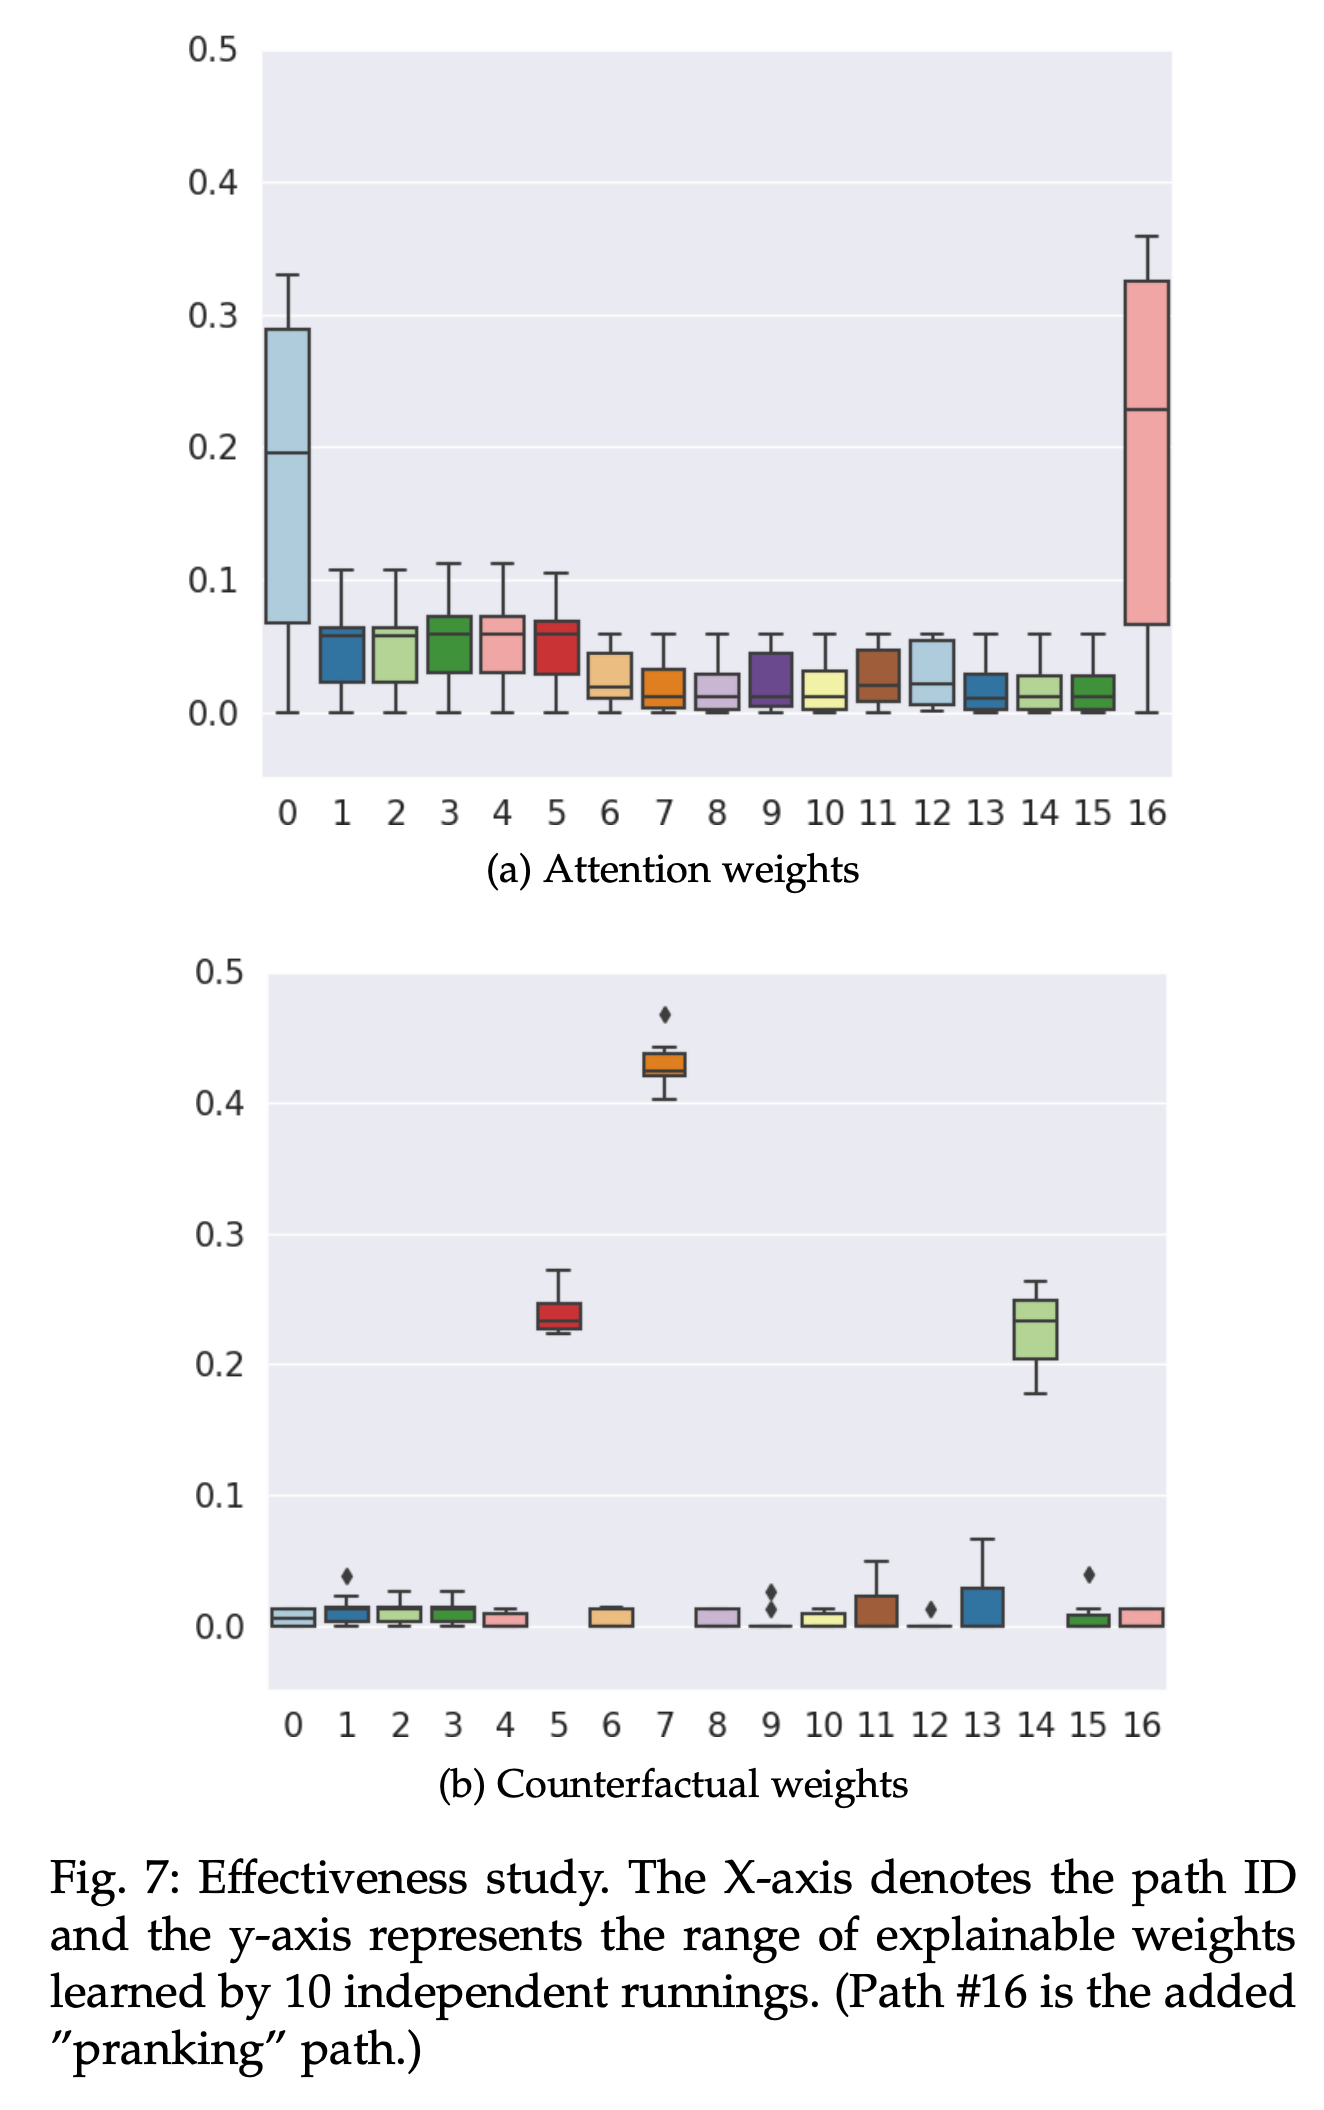 0.5
0.4
0.3
0.2
0.1
0.0
0 1 2 3 4 5 6 7 8 9 10 11 12 13 14 15 16
(a) Attention weights
0.5
0.4
0.3
0.2
0.1
0.0
0 1 2 3 4 5 6 7 8 9 10 11 12 13 14 15 16
(b) Counterfactual weights
Fig. 7: Effectiveness study. The X-axis denotes the path ID
and the y-axis represents the range of explainable weights
learned by 10 independent runnings. (Path #16 is the added
”pranking” path.)